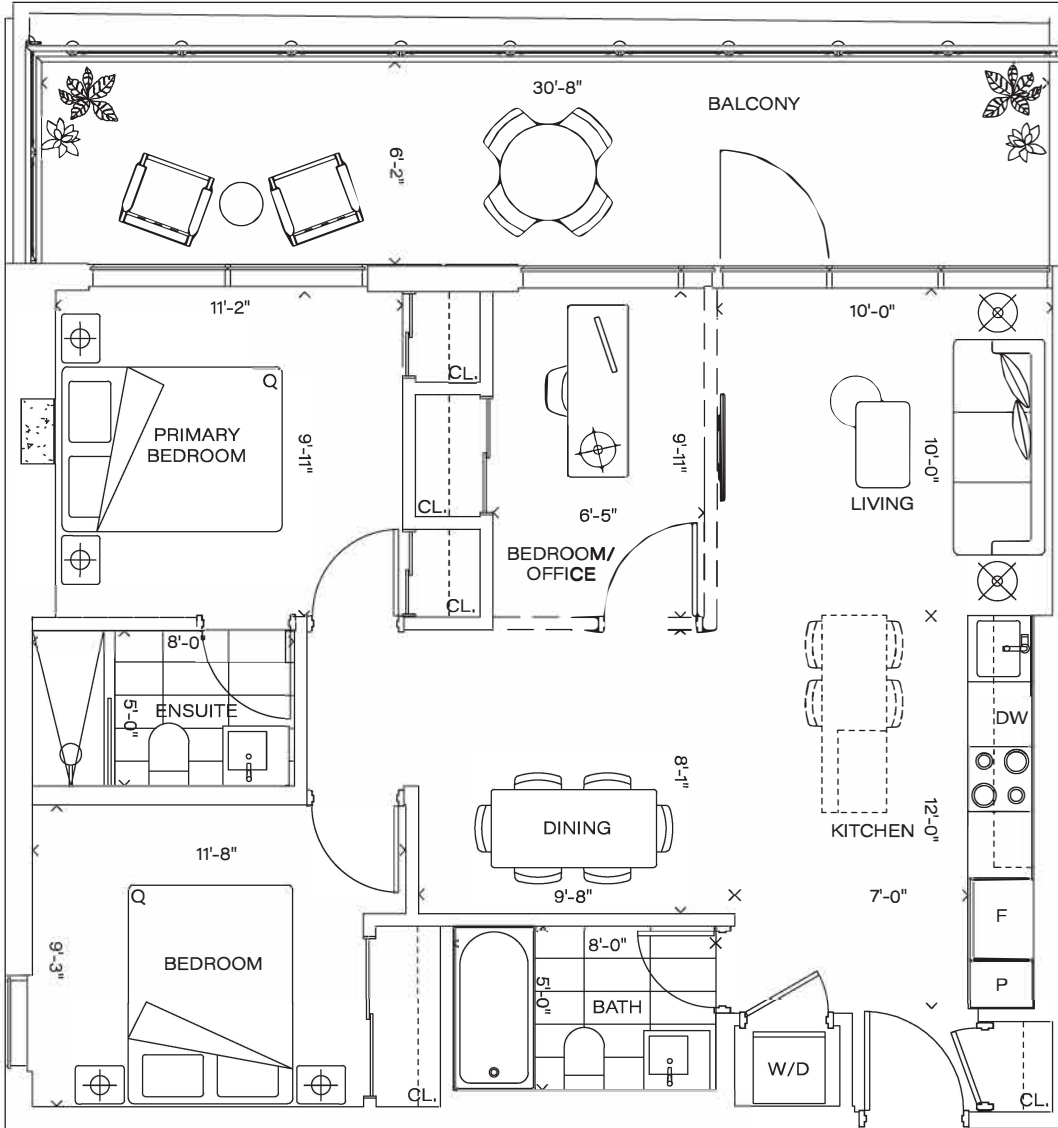 30'-8"
BALCONY
6'-2"
11'-2"
10'-0"
CL.
Q
PRIMARY
BEDROOM
9'-11"
9'-11"
10'-0"
CL.
LIVING
6'-5"
BEDROOM/
OFFICE
CL.
8'-0
ENSUITE
5'-0"
DW
8'-1"
DINING
KITCHEN
12'-0"
11'-8"
Q
9'-8"
7'-0"
F
8'-0"
9'-3"
BEDROOM
5'-0"
BATH
P
W/D
CL.
CL.